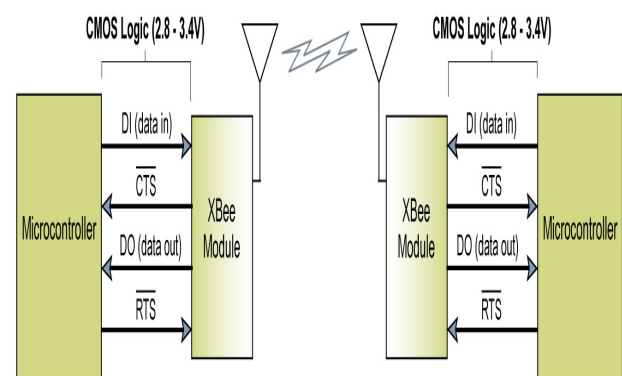 CMOS Logic (2.8 - 3.4V)
CMOS Logic (2.8 - 3.4V)
DI (data in)
CTS
DO (data out)
RTS
Microcontroller
XBee
Module
XBee
Module
DI (data in)
CTS
DO (data out)
RTS
Microcontroller